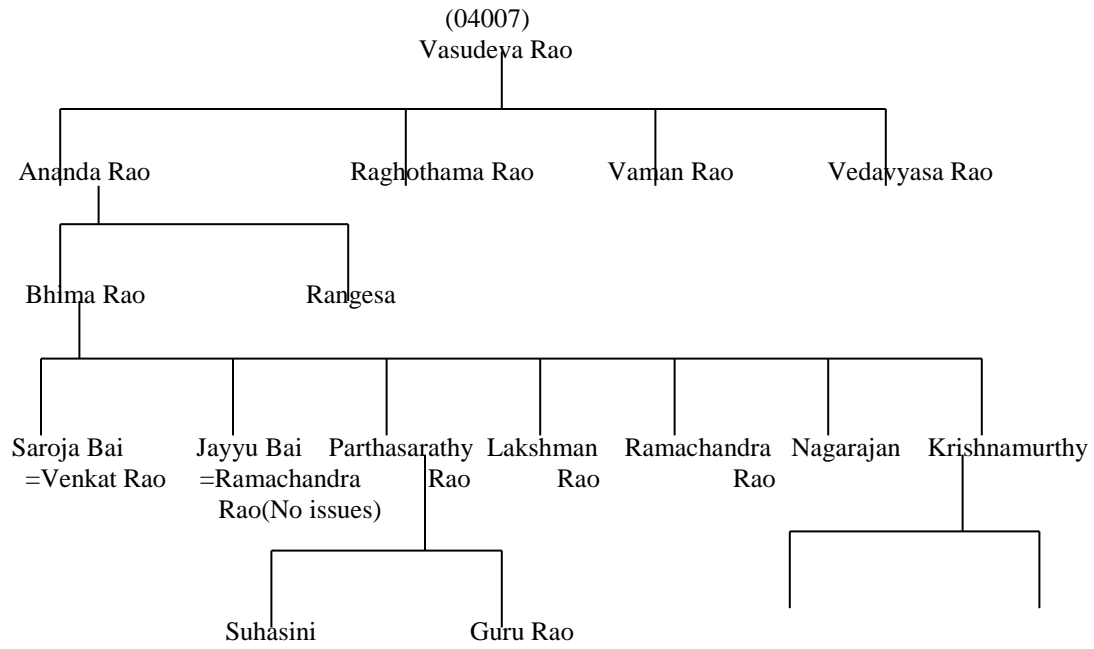 (04007)
Vasudeva Rao
Ananda Rao Raghothama Rao Vaman Rao Vedavyasa Rao
Bhima Rao Rangesa
Saroja Bai Jayyu Bai Parthasarathy Lakshman Ramachandra Nagarajan Krishnamurthy
=Venkat Rao =Ramachandra Rao Rao Rao
Rao(No issues)
Suhasini Guru Rao